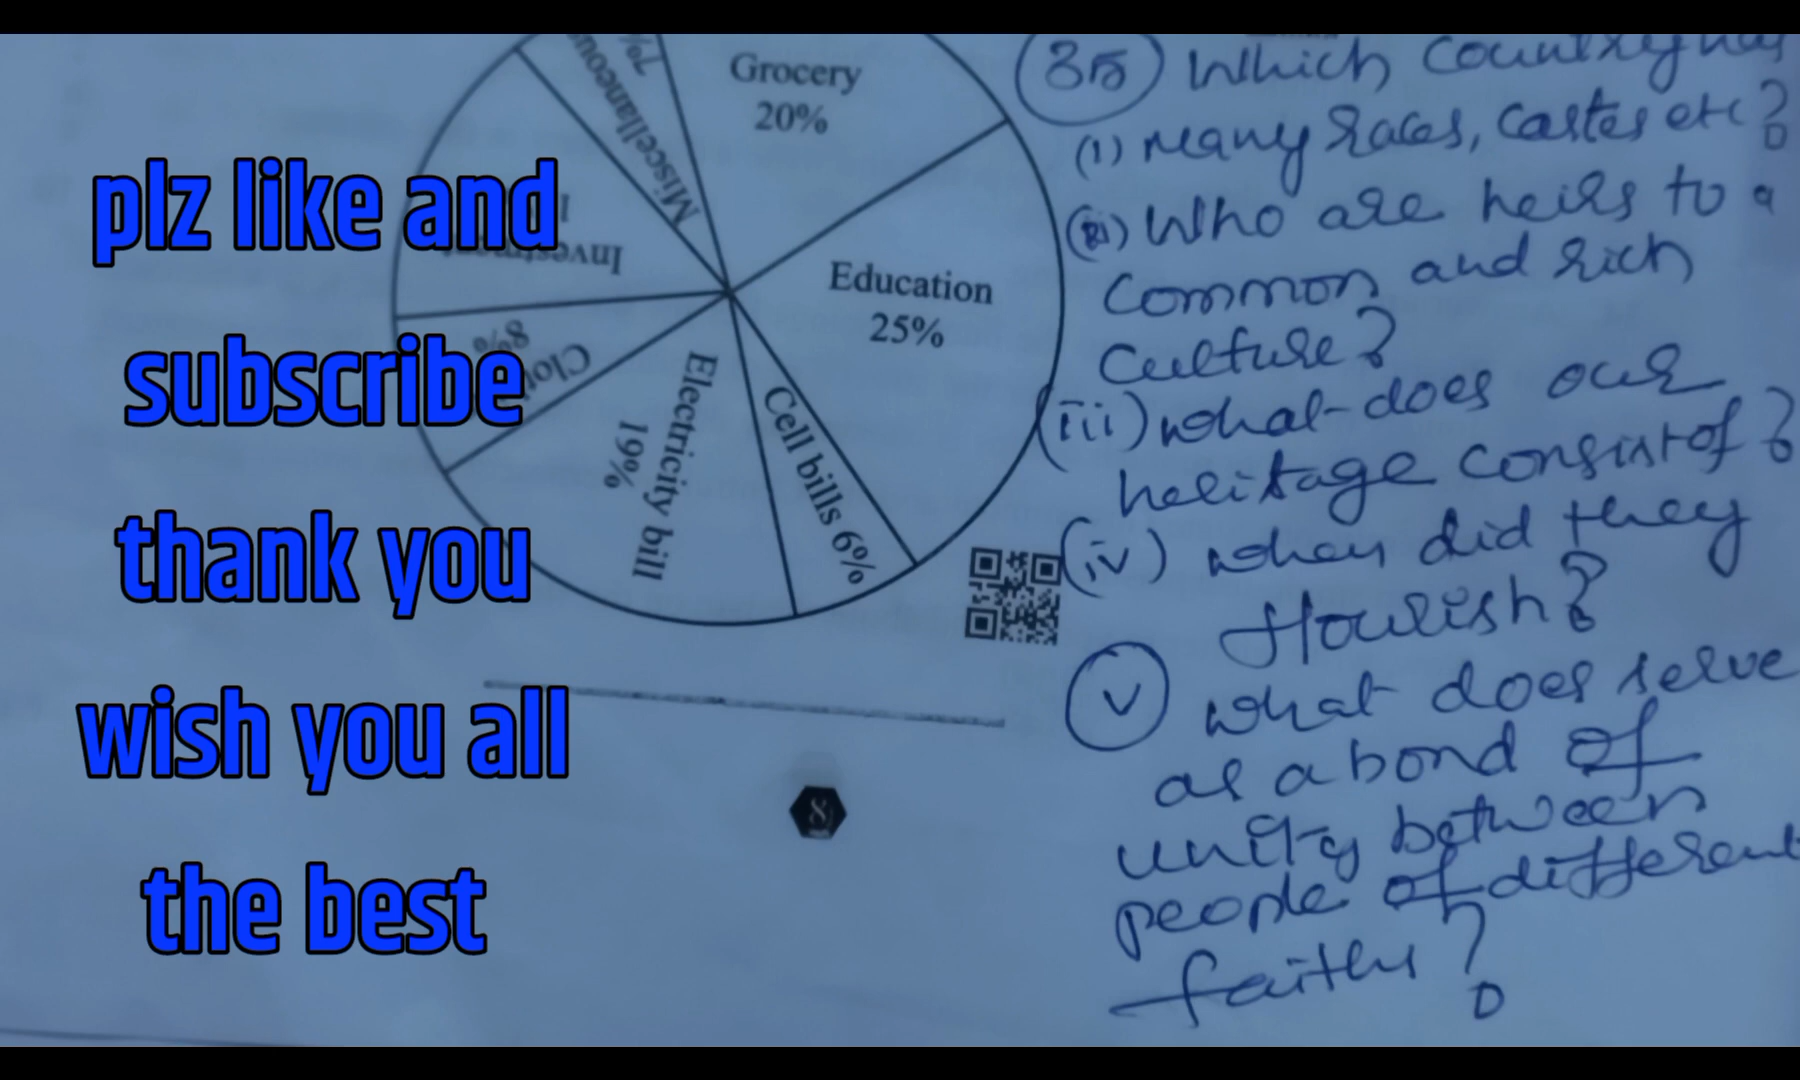 plz like and
subscribe
thank you
wish you all
the best
Grocery
20%
Education
25%
Cell bills 6%
Electricity bill
19%
8%
Investment
Miscellaneous
7%
35 Which country has
(i) many races, castes etc?
(ii) Who are heirs to a
common and rich
culture?
(iii) what does our
heritage consist of?
(iv) when did they
flourish?
v what does serve
as a bond of
unity between
people of different
faiths?
8